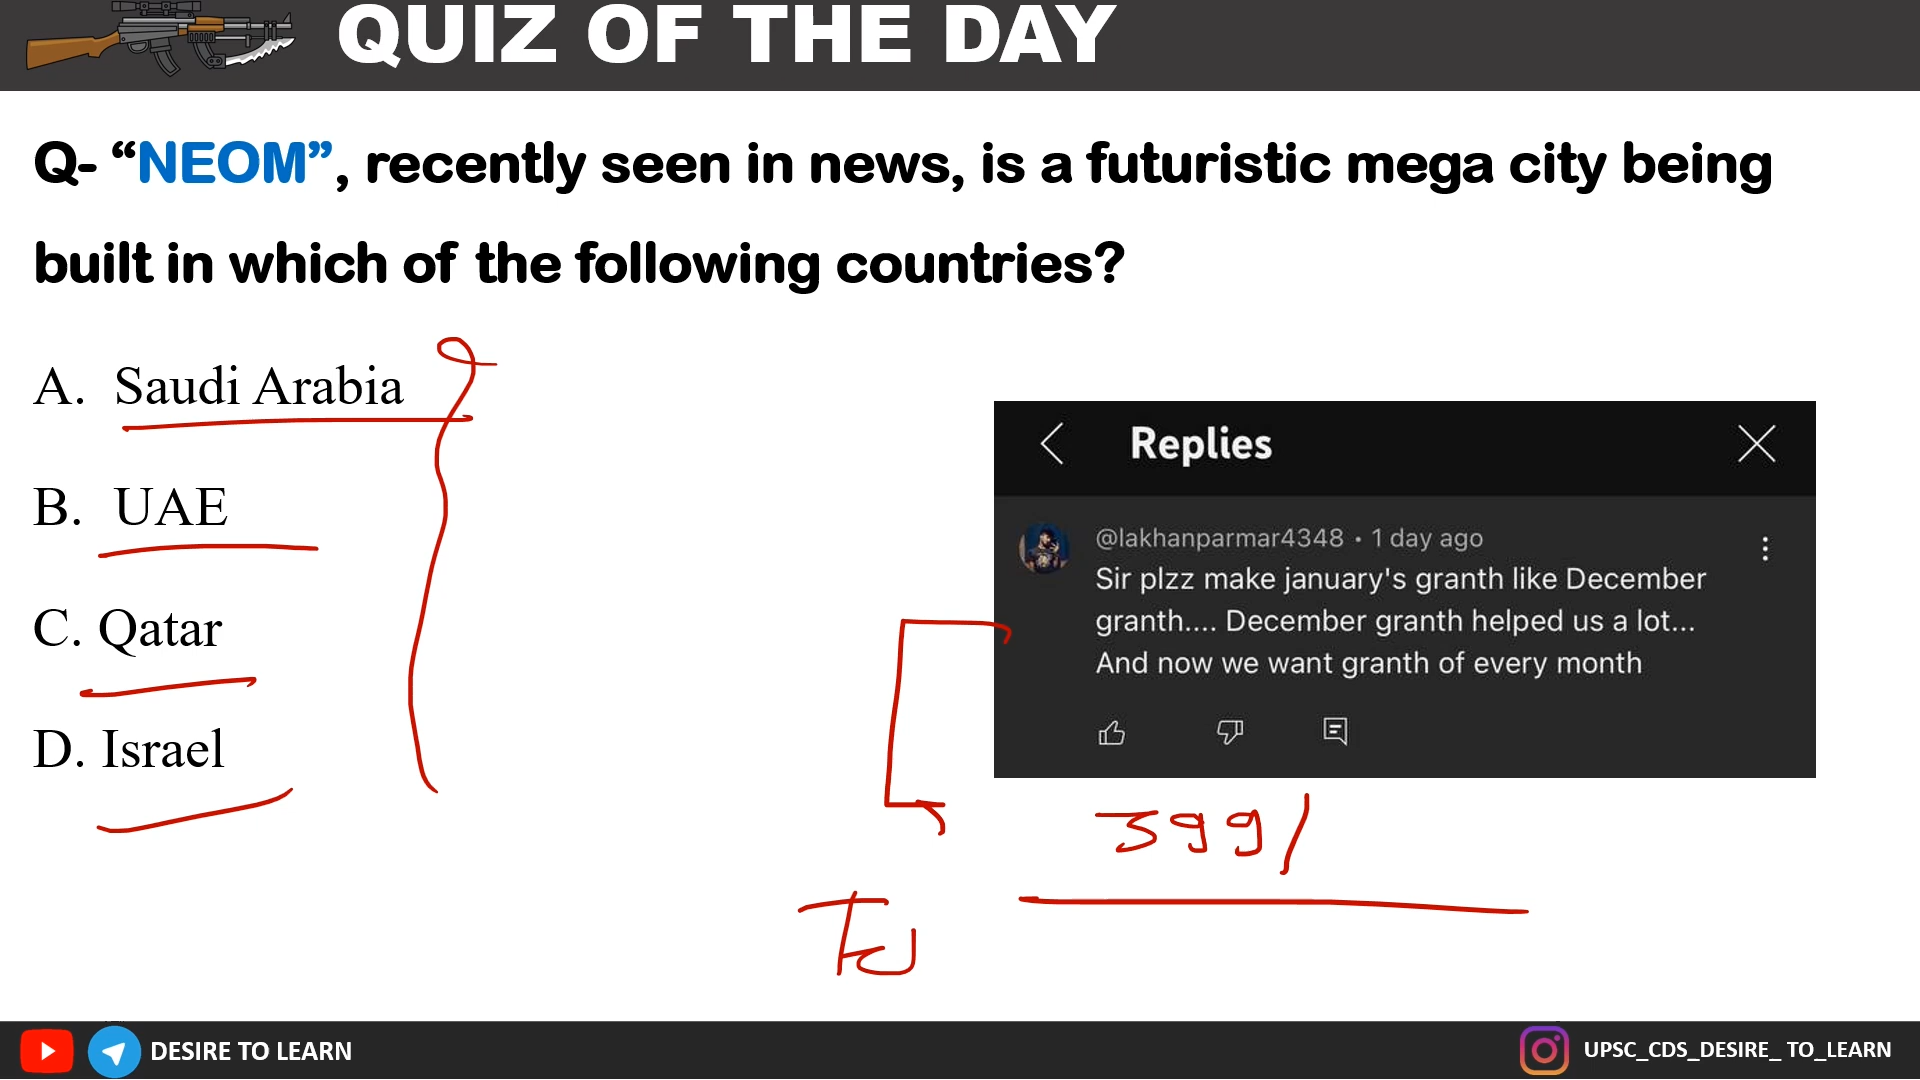 QUIZ OF THE DAY
Q- “NEOM”, recently seen in news, is a futuristic mega city being
built in which of the following countries?
A. Saudi Arabia
B. UAE
C. Qatar
D. Israel
Replies
@lakhanparmar4348 • 1 day ago
Sir plzz make january's granth like December
granth.... December granth helped us a lot...
And now we want granth of every month
399/
DESIRE TO LEARN
UPSC_CDS_DESIRE_ TO_LEARN